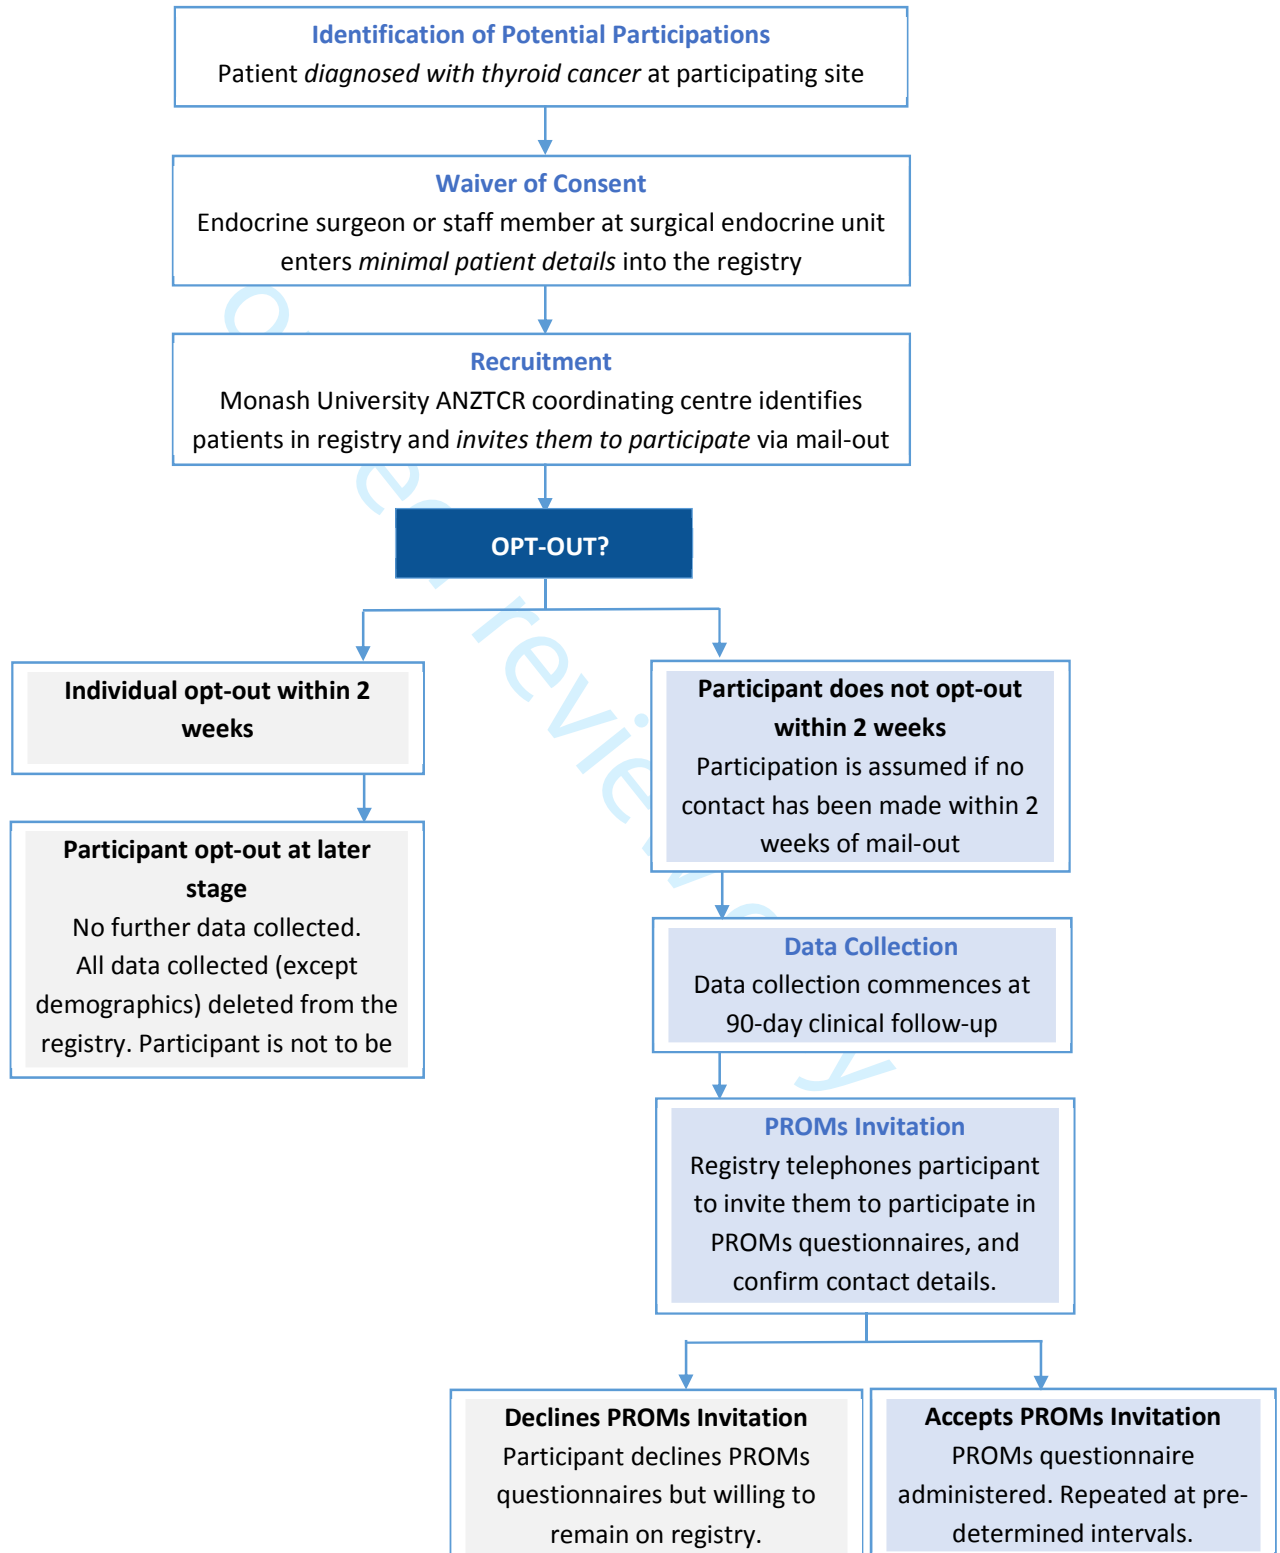 Identification of Potential Participations
Patient diagnosed with thyroid cancer at participating site
Waiver of Consent
Endocrine surgeon or staff member at surgical endocrine unit
enters minimal patient details into the registry
Recruitment
Monash University ANZTCR coordinating centre identifies
patients in registry and invites them to participate via mail-out
OPT-OUT?
Individual opt-out within 2
weeks
Participant opt-out at later
stage
No further data collected.
All data collected (except
demographics) deleted from the
registry. Participant is not to be
Participant does not opt-out
within 2 weeks
Participation is assumed if no
contact has been made within 2
weeks of mail-out
Data Collection
Data collection commences at
90-day clinical follow-up
PROMs Invitation
Registry telephones participant
to invite them to participate in
PROMs questionnaires, and
confirm contact details.
Declines PROMs Invitation
Participant declines PROMs
questionnaires but willing to
remain on registry.
Accepts PROMs Invitation
PROMs questionnaire
administered. Repeated at pre-
determined intervals.
review